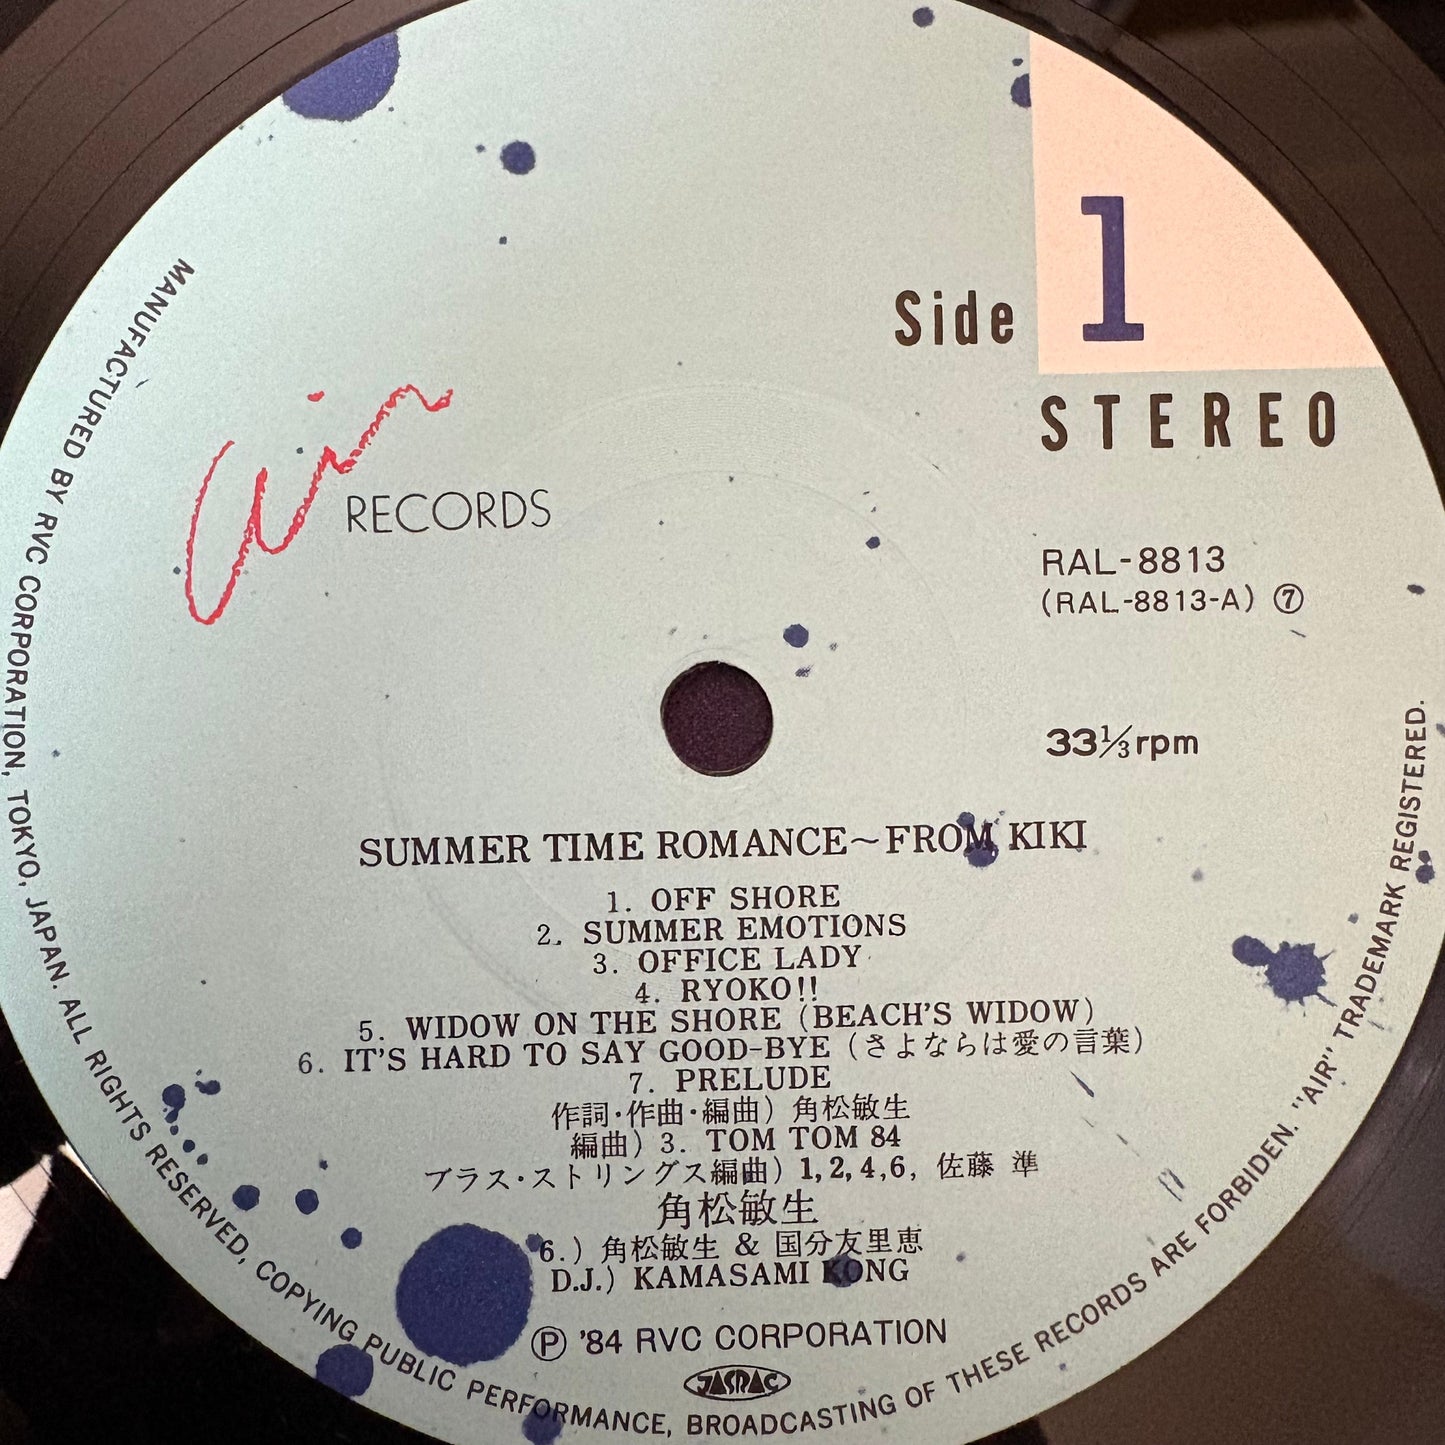 Side 1
STEREO
Air RECORDS
RAL-8813
(RAL-8813-A) ⑦
33⅓rpm
SUMMER TIME ROMANCE~FROM KIKI
1. OFF SHORE
2. SUMMER EMOTIONS
3. OFFICE LADY
4. RYOKO!!
5. WIDOW ON THE SHORE (BEACH'S WIDOW)
6. IT'S HARD TO SAY GOOD-BYE (さよならは愛の言葉)
7. PRELUDE
作詞・作曲・編曲) 角松敏生
編曲) 3. TOM TOM 84
ブラス・ストリングス編曲) 1, 2, 4, 6, 佐藤 準
角松敏生
6.) 角松敏生 & 国分友里恵
D.J.) KAMASAMI KONG
Ⓟ '84 RVC CORPORATION
JASRAC
MANUFACTURED BY RVC CORPORATION, TOKYO, JAPAN. ALL RIGHTS RESERVED, COPYING PUBLIC PERFORMANCE, BROADCASTING OF THESE RECORDS ARE FORBIDEN. "AIR" TRADEMARK REGISTERED.